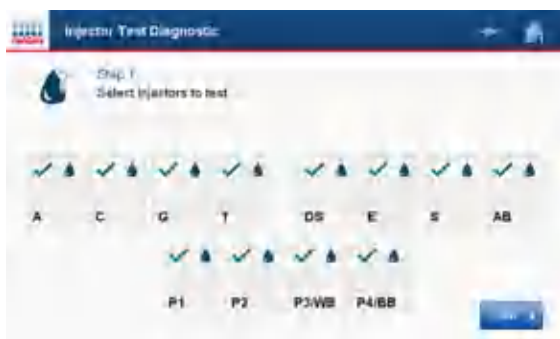 Injector Test Diagnostic
Step 1
Select injectors to test
A C G T DS E S AB
P1 P2 P3/WB P4/BB